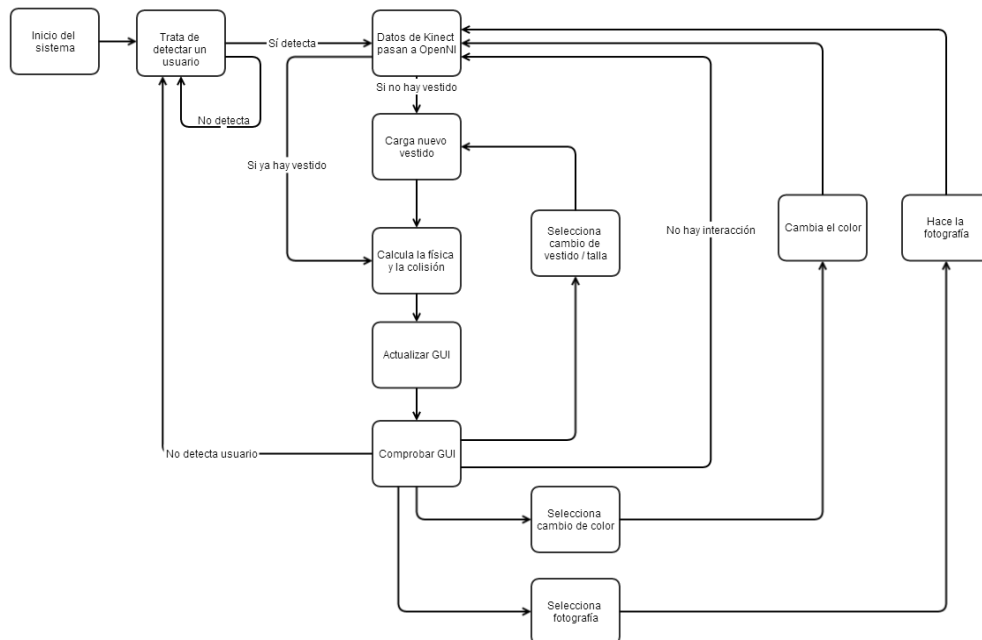 Inicio del
sistema
Trata de
detectar un
usuario
Sí detecta
No detecta
Datos de Kinect
pasan a OpenNI
Si no hay vestido
Carga nuevo
vestido
Si ya hay vestido
Calcula la física
y la colisión
Selecciona
cambio de
vestido / talla
No hay interacción
Cambia el color
Hace la
fotografía
Actualizar GUI
No detecta usuario
Comprobar GUI
Selecciona
cambio de color
Selecciona
fotografía